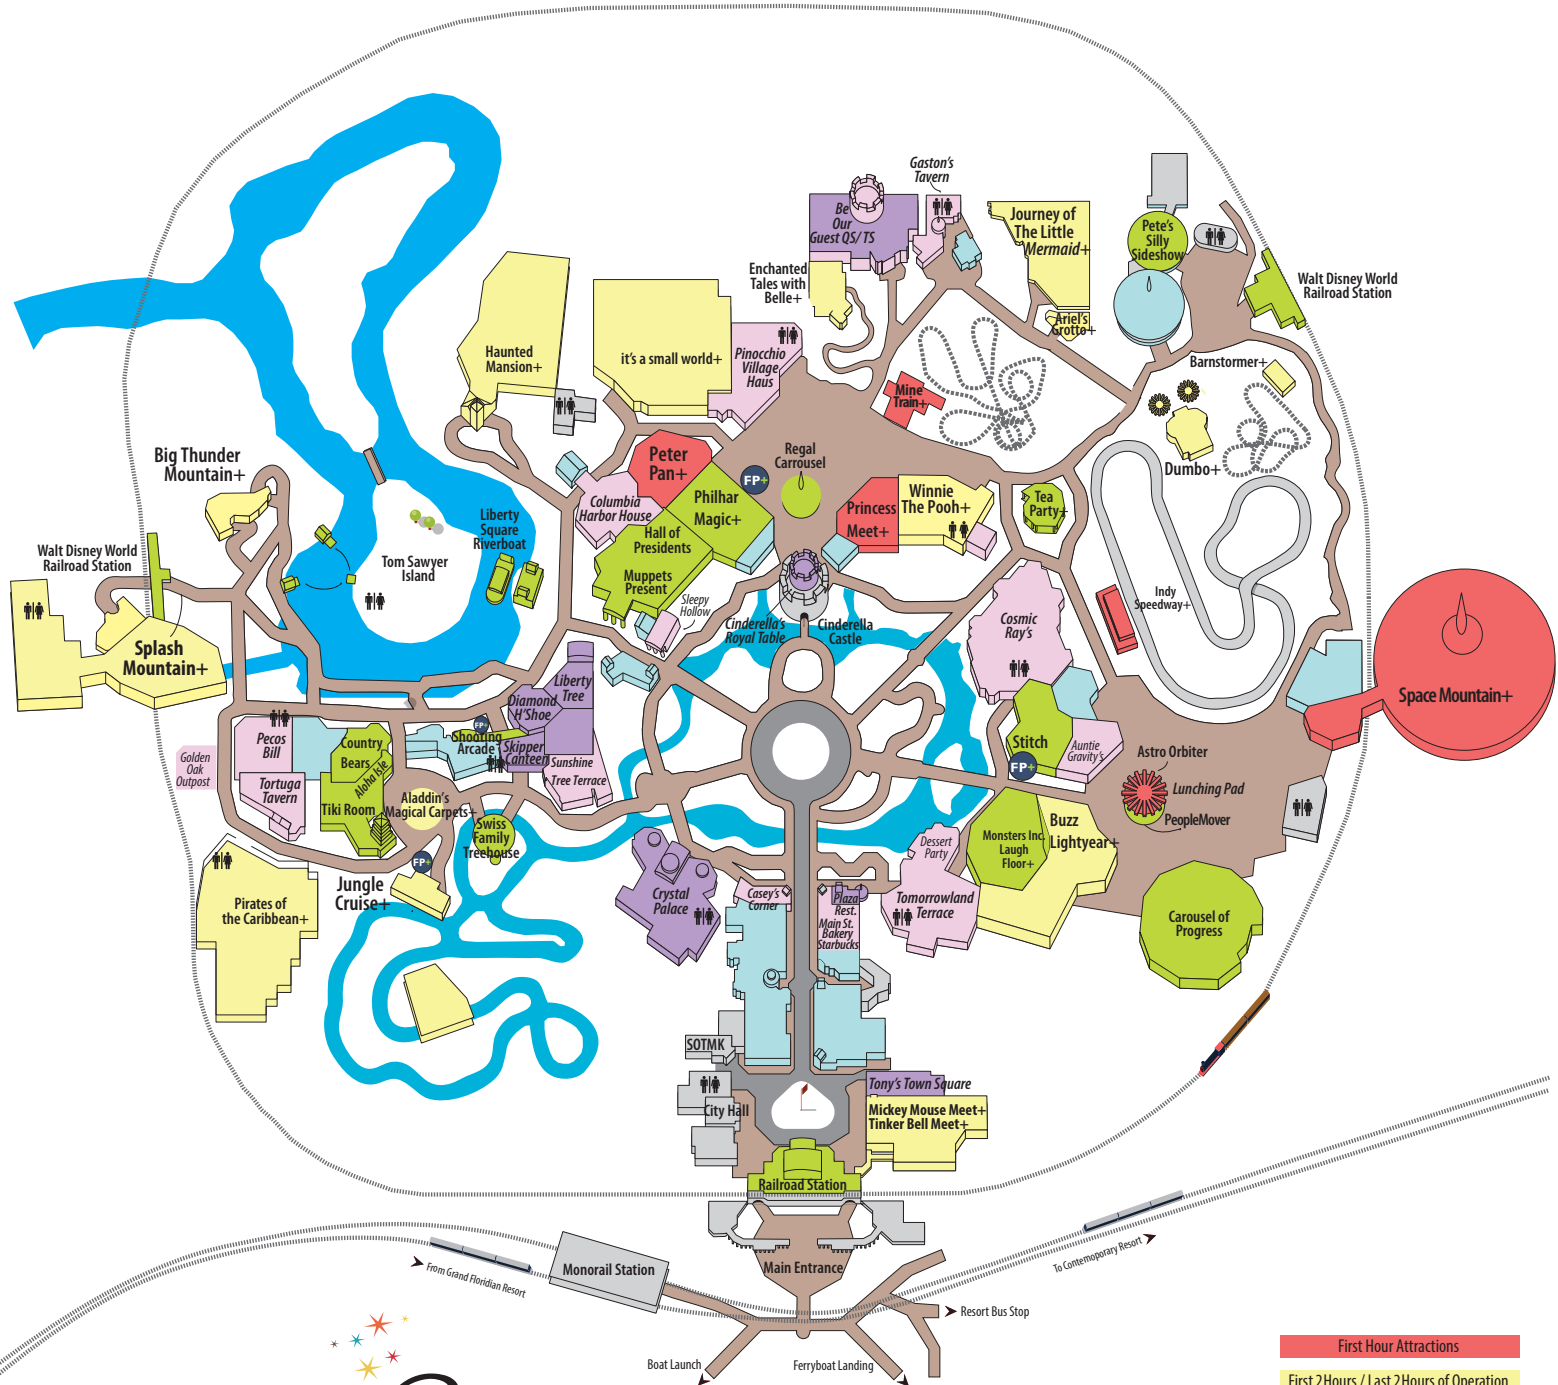 Gaston's
Tavern
Be
Our
Guest QS/ TS
Journey of
The Little
Mermaid+
Pete's
Silly
Sideshow
Walt Disney World
Railroad Station
Enchanted
Tales with
Belle+
Ariel's
Grotto+
Haunted
Mansion+
it's a small world+
Pinocchio
Village
Haus
Barnstormer+
Mine
Train+
Dumbo+
Big Thunder
Mountain+
Peter
Pan+
Regal
Carrousel
FP+
Philhar
Magic+
Columbia
Harbor House
Princess
Meet+
Winnie
The Pooh+
Tea
Party+
Liberty
Square
Riverboat
Hall of
Presidents
Muppets
Present
Walt Disney World
Railroad Station
Tom Sawyer
Island
Sleepy
Hollow
Cinderella's
Royal Table
Cinderella
Castle
Cosmic
Ray's
Indy
Speedway+
Splash
Mountain+
Space Mountain+
Liberty
Tree
Diamond
H'Shoe
FP+
Shooting
Arcade
Skipper
Canteen
Sunshine
Tree Terrace
Pecos
Bill
Country
Bears
Aloha Isle
Golden
Oak
Outpost
Tortuga
Tavern
Tiki Room
Aladdin's
Magical Carpets+
Swiss
Family
Treehouse
Stitch
FP+
Auntie
Gravity's
Astro Orbiter
Lunching Pad
PeopleMover
Monsters Inc.
Laugh
Floor+
Buzz
Lightyear+
Dessert
Party
FP+
Jungle
Cruise+
Pirates of
the Caribbean+
Crystal
Palace
Casey's
Corner
Plaza
Rest.
Main St.
Bakery
Starbucks
Tomorrowland
Terrace
Carousel of
Progress
SOTMK
City Hall
Tony's Town Square
Mickey Mouse Meet+
Tinker Bell Meet+
Railroad Station
Main Entrance
Monorail Station
From Grand Floridian Resort
To Contemoporary Resort
Resort Bus Stop
Boat Launch
Ferryboat Landing
First Hour Attractions
First 2Hours / Last 2Hours of Operation